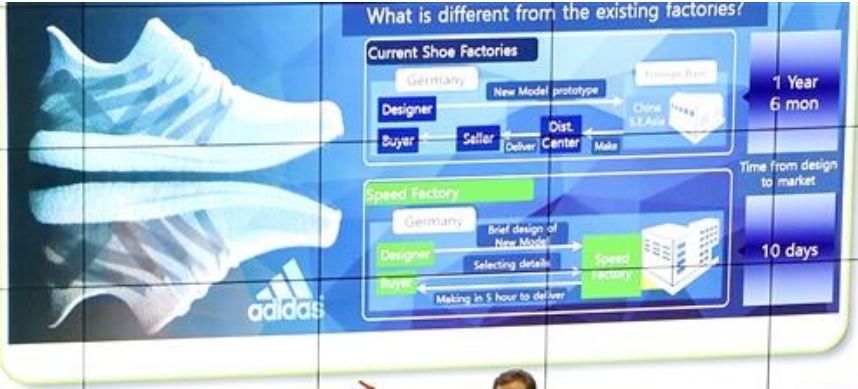 What is different from the existing factories?
Current Shoe Factories
Germany
Designer
New Model prototype
China
S.E.Asia
Buyer
Seller
Deliver
Dist.
Center
Make
1 Year
6 mon
Time from design
to market
Speed Factory
Germany
Designer
Brief design of
New Model
Selecting details
Buyer
Making in 5 hour to deliver
Speed
Factory
10 days
adidas